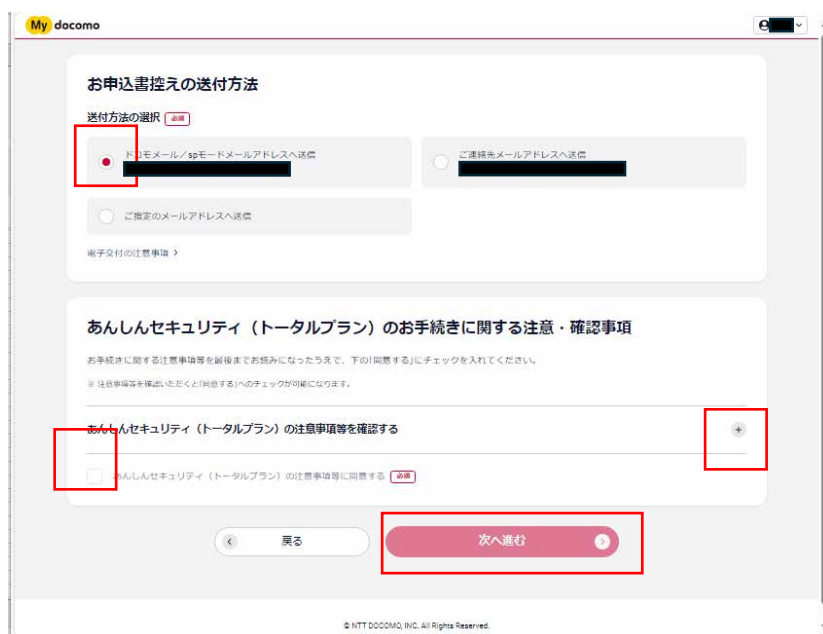 My docomo
お申込書控えの送付方法
送付方法の選択 必須
ドコモメール／spモードメールアドレスへ送信
ご連絡先メールアドレスへ送信
ご指定のメールアドレスへ送信
電子交付の注意事項 >
あんしんセキュリティ（トータルプラン）のお手続きに関する注意・確認事項
お手続きに関する注意事項等を最後までお読みになったうえで、下の「同意する」にチェックを入れてください。
※ 注意事項等を確認いただくと「同意する」へのチェックが可能になります。
あんしんセキュリティ（トータルプラン）の注意事項等を確認する
あんしんセキュリティ（トータルプラン）の注意事項等に同意する 必須
戻る
次へ進む
© NTT DOCOMO, INC. All Rights Reserved.